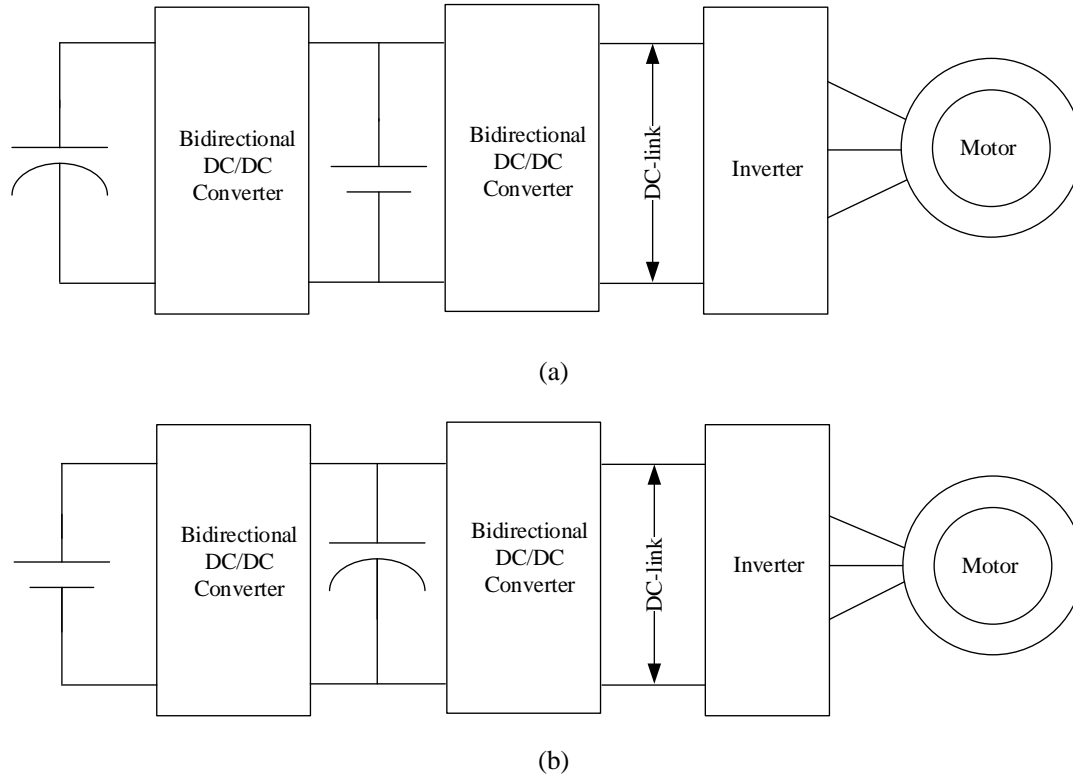 Bidirectional
DC/DC
Converter
Bidirectional
DC/DC
Converter
DC-link
Inverter
Motor
(a)
Bidirectional
DC/DC
Converter
Bidirectional
DC/DC
Converter
DC-link
Inverter
Motor
(b)